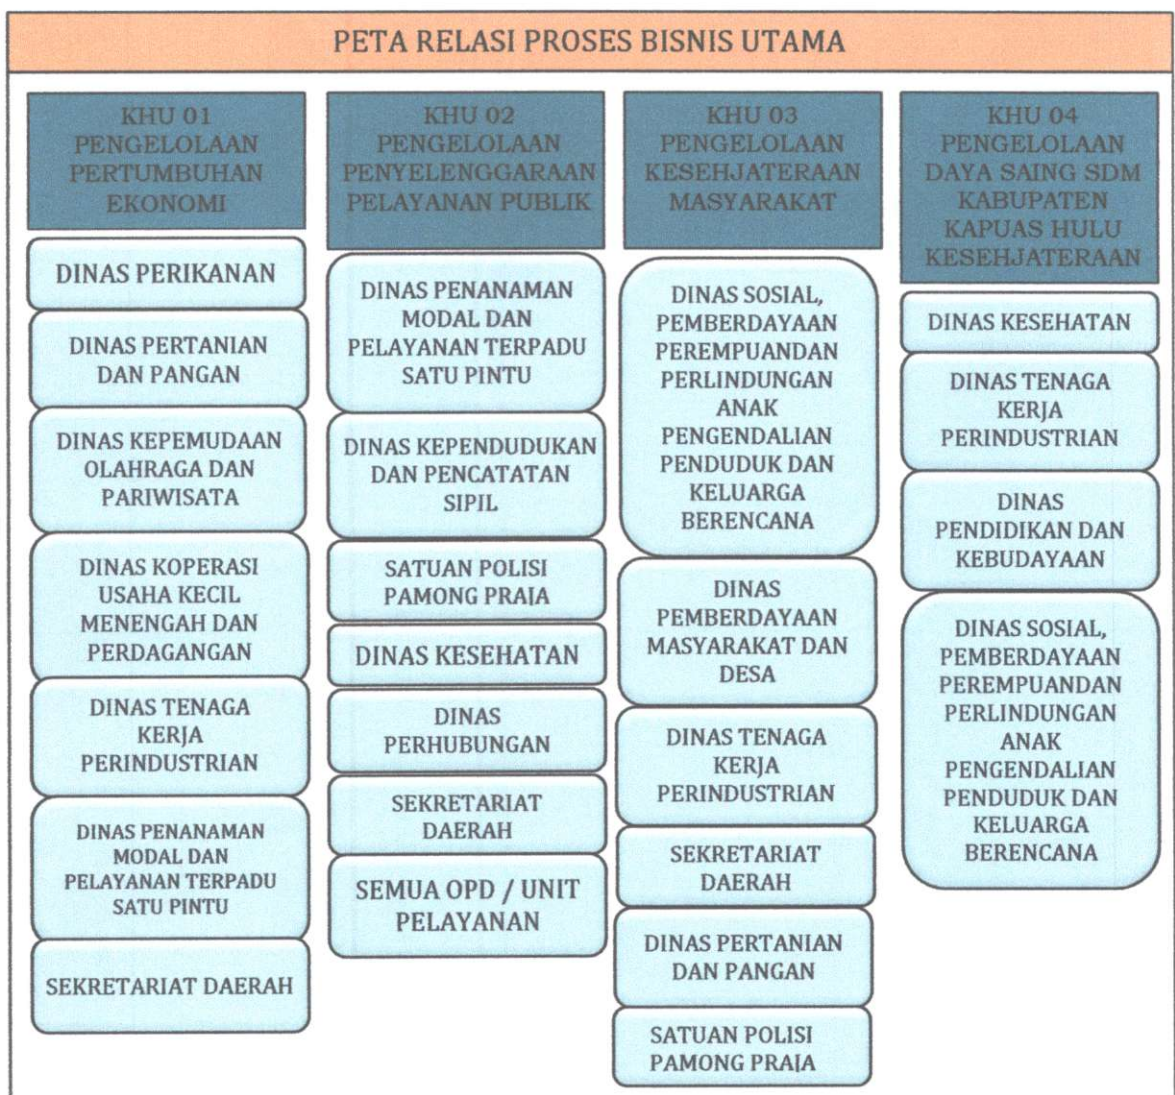 PETA RELASI PROSES BISNIS UTAMA
KHU 01
PENGELOLAAN
PERTUMBUHAN
EKONOMI
DINAS PERIKANAN
DINAS PERTANIAN
DAN PANGAN
DINAS KEPEMUDAAN
OLAHRAGA DAN
PARIWISATA
DINAS KOPERASI
USAHA KECIL
MENENGAH DAN
PERDAGANGAN
DINAS TENAGA
KERJA
PERINDUSTRIAN
DINAS PENANAMAN
MODAL DAN
PELAYANAN TERPADU
SATU PINTU
SEKRETARIAT DAERAH
KHU 02
PENGELOLAAN
PENYELENGGARAAN
PELAYANAN PUBLIK
DINAS PENANAMAN
MODAL DAN
PELAYANAN TERPADU
SATU PINTU
DINAS KEPENDUDUKAN
DAN PENCATATAN
SIPIL
SATUAN POLISI
PAMONG PRAJA
DINAS KESEHATAN
DINAS
PERHUBUNGAN
SEKRETARIAT
DAERAH
SEMUA OPD / UNIT
PELAYANAN
KHU 03
PENGELOLAAN
KESEHJATERAAN
MASYARAKAT
DINAS SOSIAL,
PEMBERDAYAAN
PEREMPUANDAN
PERLINDUNGAN
ANAK
PENGENDALIAN
PENDUDUK DAN
KELUARGA
BERENCANA
DINAS
PEMBERDAYAAN
MASYARAKAT DAN
DESA
DINAS TENAGA
KERJA
PERINDUSTRIAN
SEKRETARIAT
DAERAH
DINAS PERTANIAN
DAN PANGAN
SATUAN POLISI
PAMONG PRAJA
KHU 04
PENGELOLAAN
DAYA SAING SDM
KABUPATEN
KAPUAS HULU
KESEHJATERAAN
DINAS KESEHATAN
DINAS TENAGA
KERJA
PERINDUSTRIAN
DINAS
PENDIDIKAN DAN
KEBUDAYAAN
DINAS SOSIAL,
PEMBERDAYAAN
PEREMPUANDAN
PERLINDUNGAN
ANAK
PENGENDALIAN
PENDUDUK DAN
KELUARGA
BERENCANA